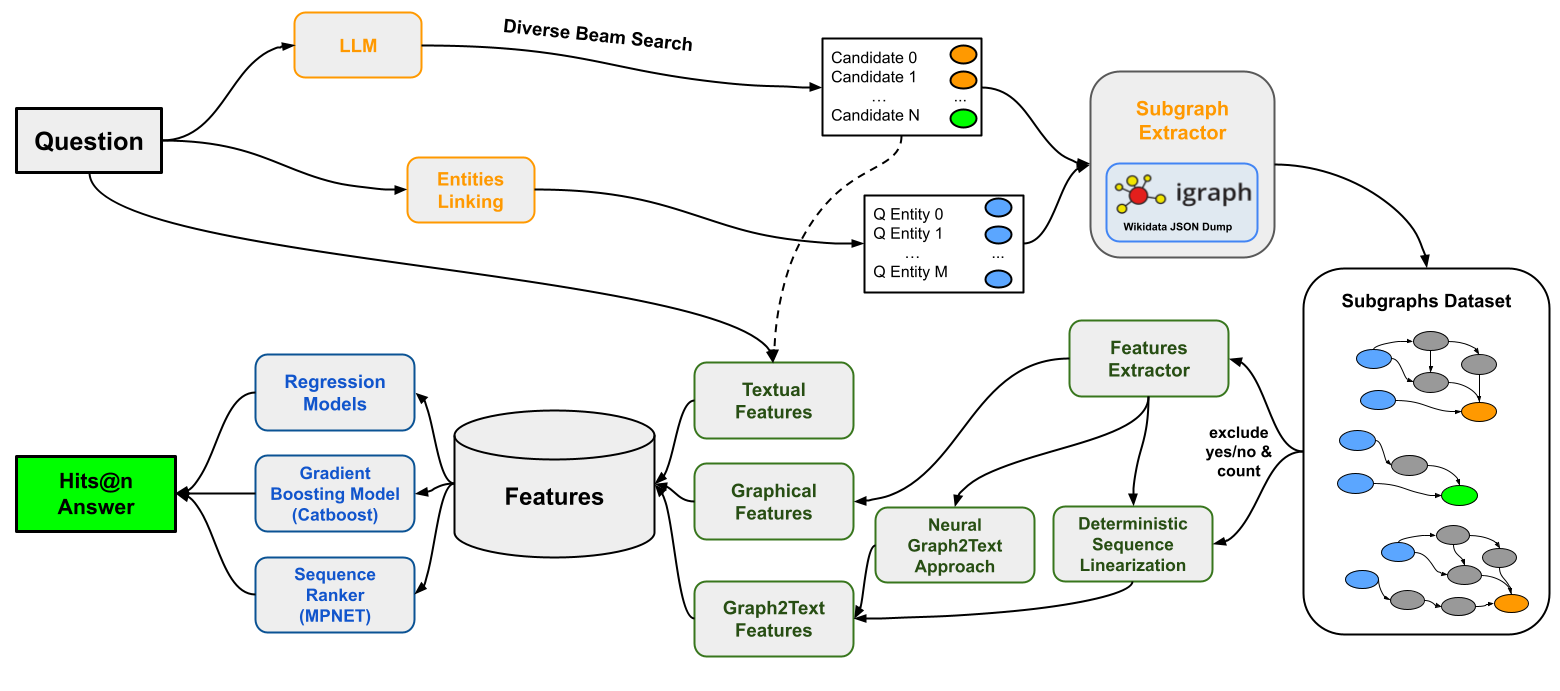 LLM
Diverse Beam Search
Candidate 0
Candidate 1
... ...
Candidate N
Question
Entities
Linking
Q Entity 0
Q Entity 1
... ...
Q Entity M
Subgraph
Extractor
igraph
Wikidata JSON Dump
Subgraphs Dataset
Features
Extractor
exclude
yes/no &
count
Textual
Features
Graphical
Features
Neural
Graph2Text
Approach
Deterministic
Sequence
Linearization
Graph2Text
Features
Features
Regression
Models
Gradient
Boosting Model
(Catboost)
Sequence
Ranker
(MPNET)
Hits@n
Answer